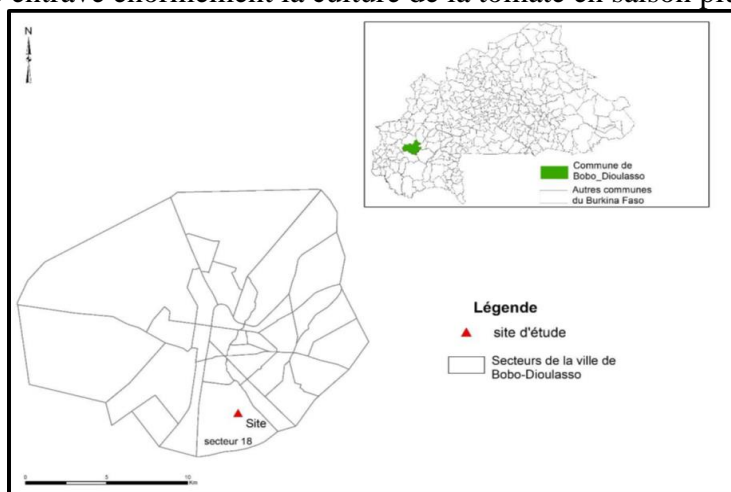 entrave énormément la culture de la tomate en saison
N
Commune de
Bobo_Dioulasso
Autres communes
du Burkina Faso
Légende
site d'étude
Secteurs de la ville de
Bobo-Dioulasso
Site
secteur 18
0 5 10
Km